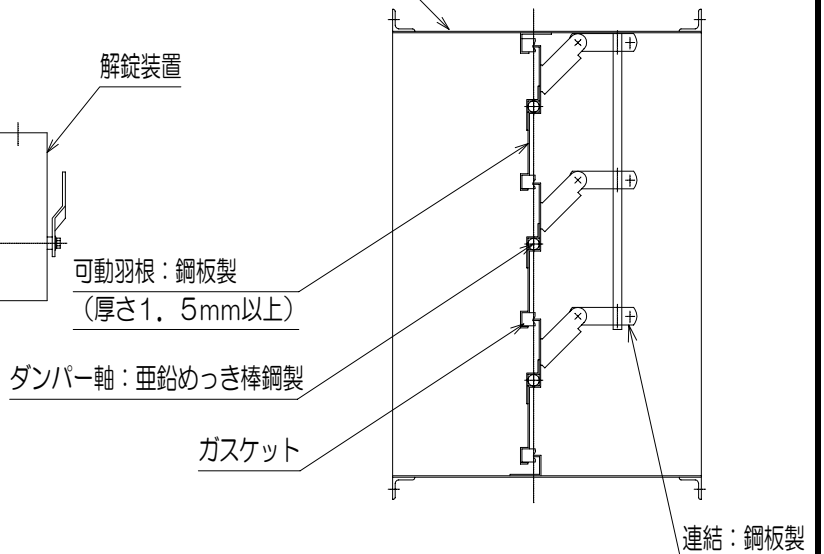 解錠装置
可動羽根：鋼板製
（厚さ1．5mm以上）
ダンパー軸：亜鉛めっき棒鋼製
ガスケット
連結：鋼板製